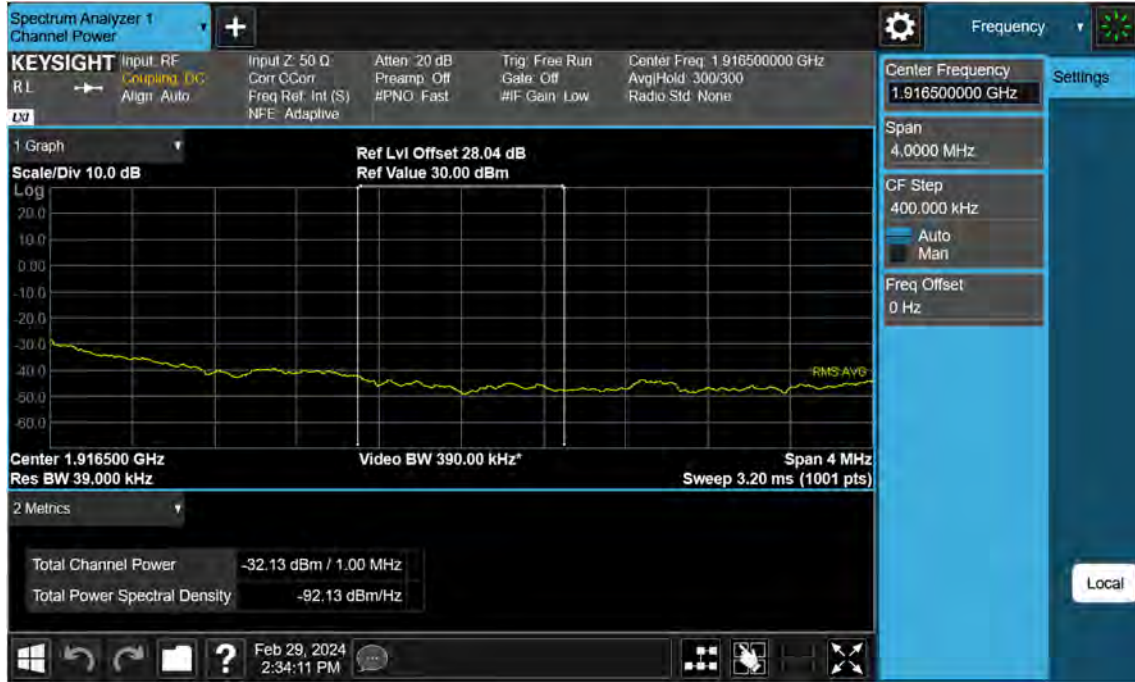 Spectrum Analyzer 1
Channel Power
+
Frequency
KEYSIGHT
RL
LXI
Input: RF
Coupling: DC
Align: Auto
Input Z: 50 Ω
Corr CCorr
Freq Ref: Int (S)
NFE: Adaptive
Atten: 20 dB
Preamp: Off
#PNO: Fast
Trig: Free Run
Gate: Off
#IF Gain: Low
Center Freq: 1.916500000 GHz
Avg|Hold: 300/300
Radio Std: None
Center Frequency
1.916500000 GHz
Settings
Span
4.0000 MHz
CF Step
400.000 kHz
Auto
Man
Freq Offset
0 Hz
Local
1 Graph
Scale/Div 10.0 dB
Ref Lvl Offset 28.04 dB
Ref Value 30.00 dBm
Log
20.0
10.0
0.00
-10.0
-20.0
-30.0
-40.0
-50.0
-60.0
RMS AVG
Center 1.916500 GHz
Video BW 390.00 kHz*
Span 4 MHz
Res BW 39.000 kHz
Sweep 3.20 ms (1001 pts)
2 Metrics
Total Channel Power
-32.13 dBm / 1.00 MHz
Total Power Spectral Density
-92.13 dBm/Hz
?
Feb 29, 2024
2:34:11 PM